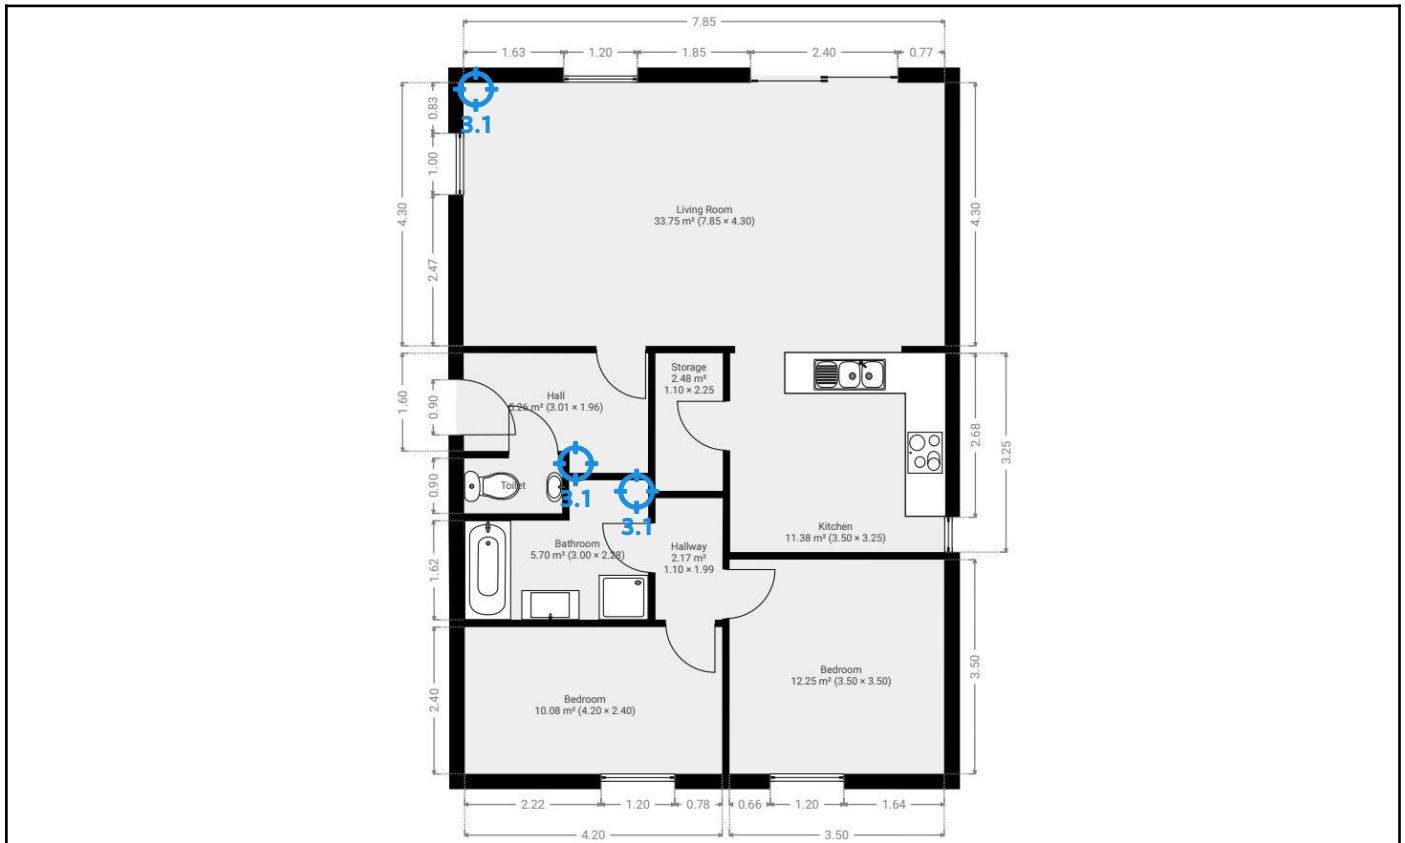 7.85
1.63 1.20 1.85 2.40 0.77
0.83
3.1
1.00
4.30
4.30
Living Room
33.75 m² (7.85 × 4.30)
2.47
Storage
2.48 m²
1.10 × 2.25
Hall
5.26 m² (3.01 × 1.96)
1.60
0.90
2.68
3.25
0.90
Toilet
3.1
3.1
Kitchen
11.38 m² (3.50 × 3.25)
Bathroom
5.70 m² (3.00 × 2.28)
Hallway
2.17 m²
1.10 × 1.99
1.62
Bedroom
12.25 m² (3.50 × 3.50)
3.50
Bedroom
10.08 m² (4.20 × 2.40)
2.40
2.22 1.20 0.78 0.66 1.20 1.64
4.20 3.50